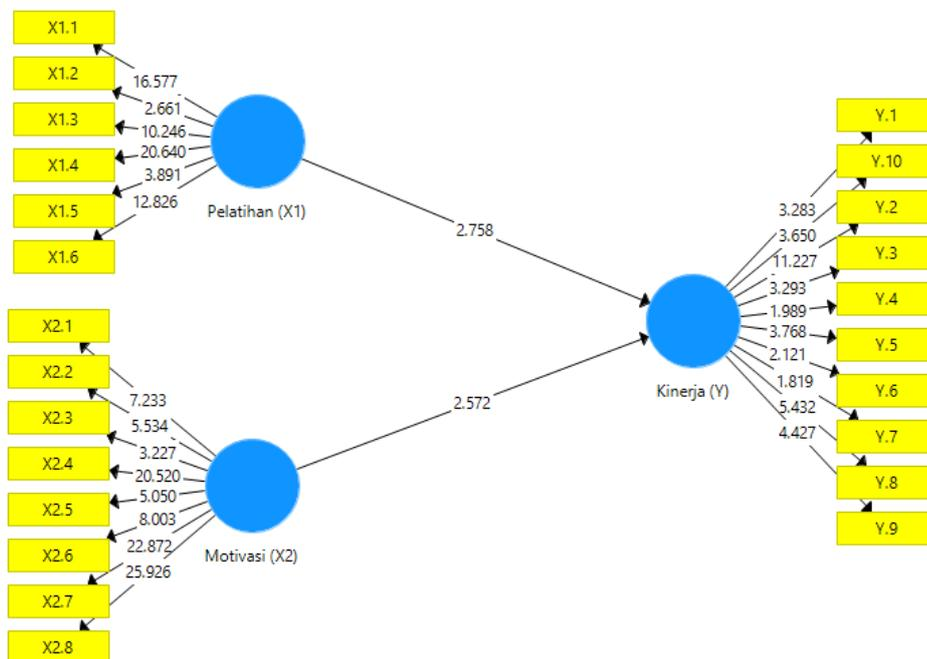 X1.1
X1.2
X1.3
X1.4
X1.5
X1.6
16.577
2.661
10.246
20.640
3.891
12.826
Pelatihan (X1)
2.758
X2.1
X2.2
X2.3
X2.4
X2.5
X2.6
X2.7
X2.8
7.233
5.534
3.227
20.520
5.050
8.003
22.872
25.926
Motivasi (X2)
2.572
Kinerja (Y)
3.283
3.650
11.227
3.293
1.989
3.768
2.121
1.819
5.432
4.427
Y.1
Y.10
Y.2
Y.3
Y.4
Y.5
Y.6
Y.7
Y.8
Y.9